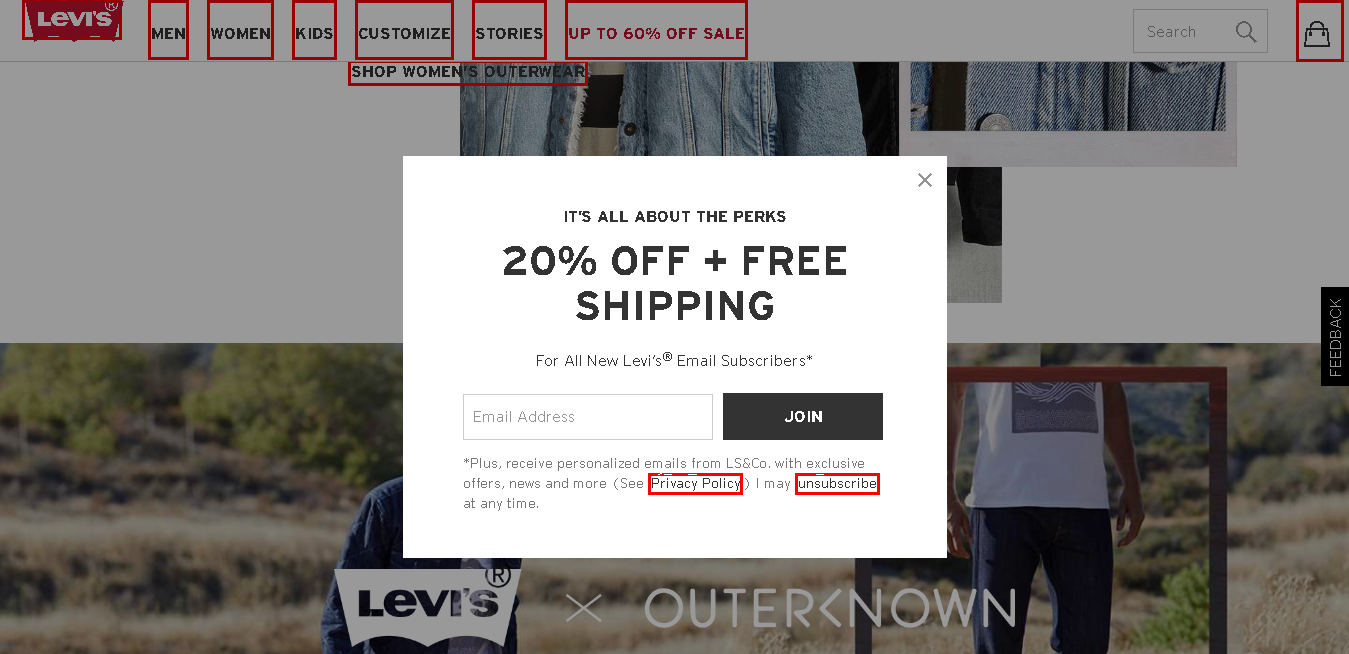 Levi's®
MEN WOMEN KIDS CUSTOMIZE STORIES UP TO 60% OFF SALE
Search
SHOP WOMEN'S OUTERWEAR
IT'S ALL ABOUT THE PERKS
20% OFF + FREE
SHIPPING
For All New Levi's® Email Subscribers*
Email Address
JOIN
*Plus, receive personalized emails from LS&Co. with exclusive
offers, news and more (See Privacy Policy) I may unsubscribe
at any time.
FEEDBACK
Levi's® × OUTERKNOWN